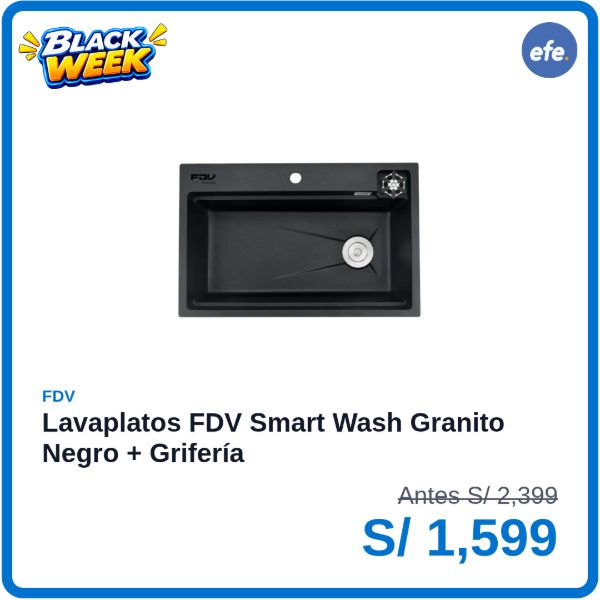 BLACK
WEEK
efe.
FDV
FDV
Lavaplatos FDV Smart Wash Granito
Negro + Grifería
Antes S/ 2,399
S/ 1,599